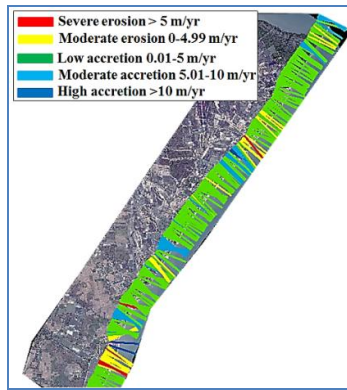 Severe erosion > 5 m/yr
Moderate erosion 0-4.99 m/yr
Low accretion 0.01-5 m/yr
Moderate accretion 5.01-10 m/yr
High accretion >10 m/yr